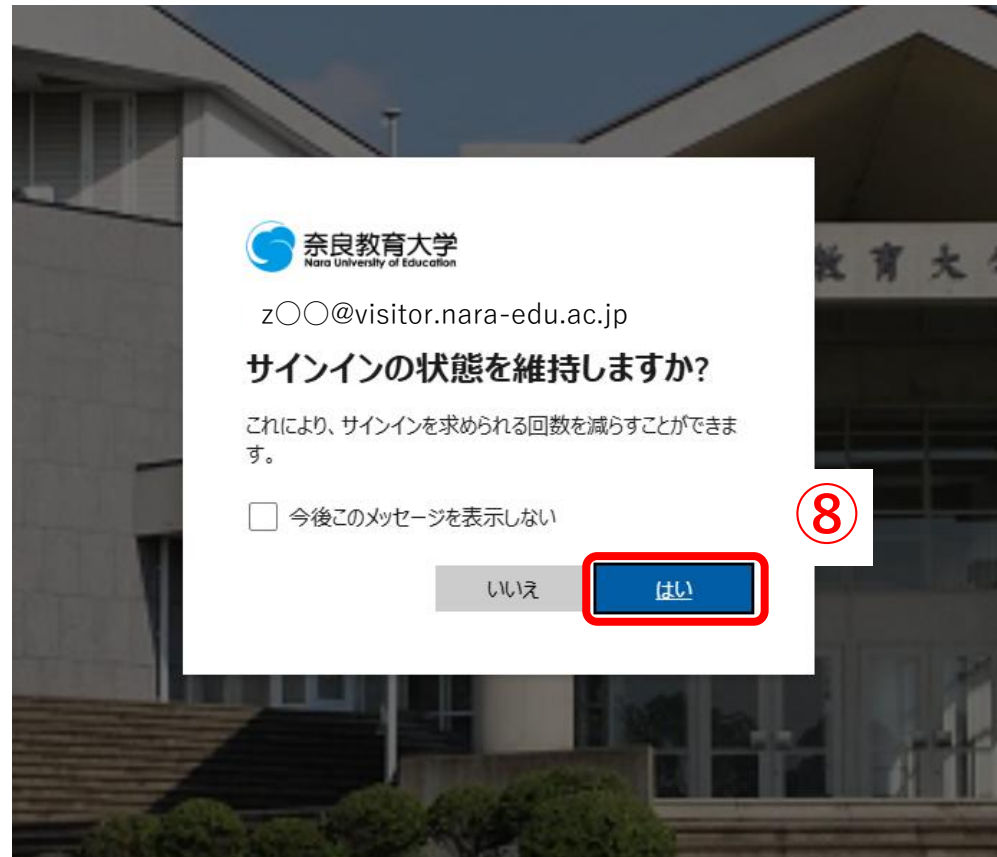 教育大
奈良教育大学
Nara University of Education
z〇〇@visitor.nara-edu.ac.jp
サインインの状態を維持しますか?
これにより、サインインを求められる回数を減らすことができま
す。
今後このメッセージを表示しない
⑧
いいえ
はい